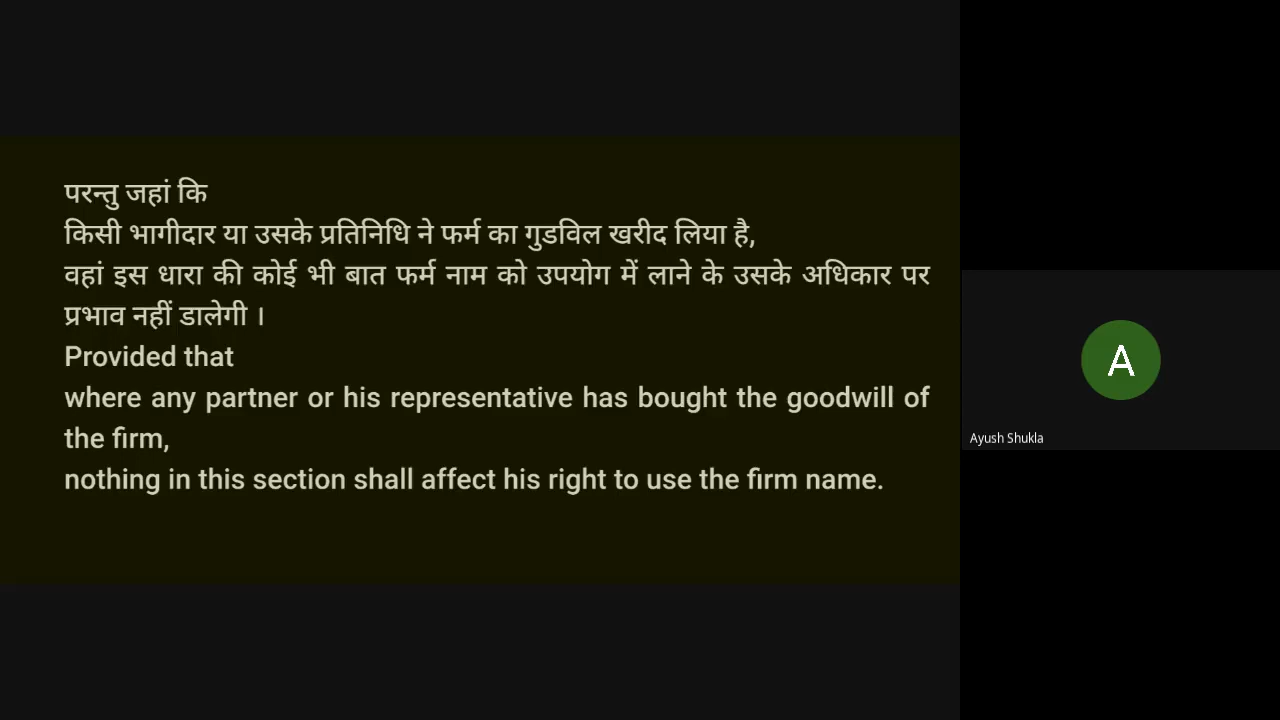 परन्तु जहां कि
किसी भागीदार या उसके प्रतिनिधि ने फर्म का गुडविल खरीद लिया है,
वहां इस धारा की कोई भी बात फर्म नाम को उपयोग में लाने के उसके अधिकार पर
प्रभाव नहीं डालेगी ।
Provided that
where any partner or his representative has bought the goodwill of
the firm,
nothing in this section shall affect his right to use the firm name.
A
Ayush Shukla